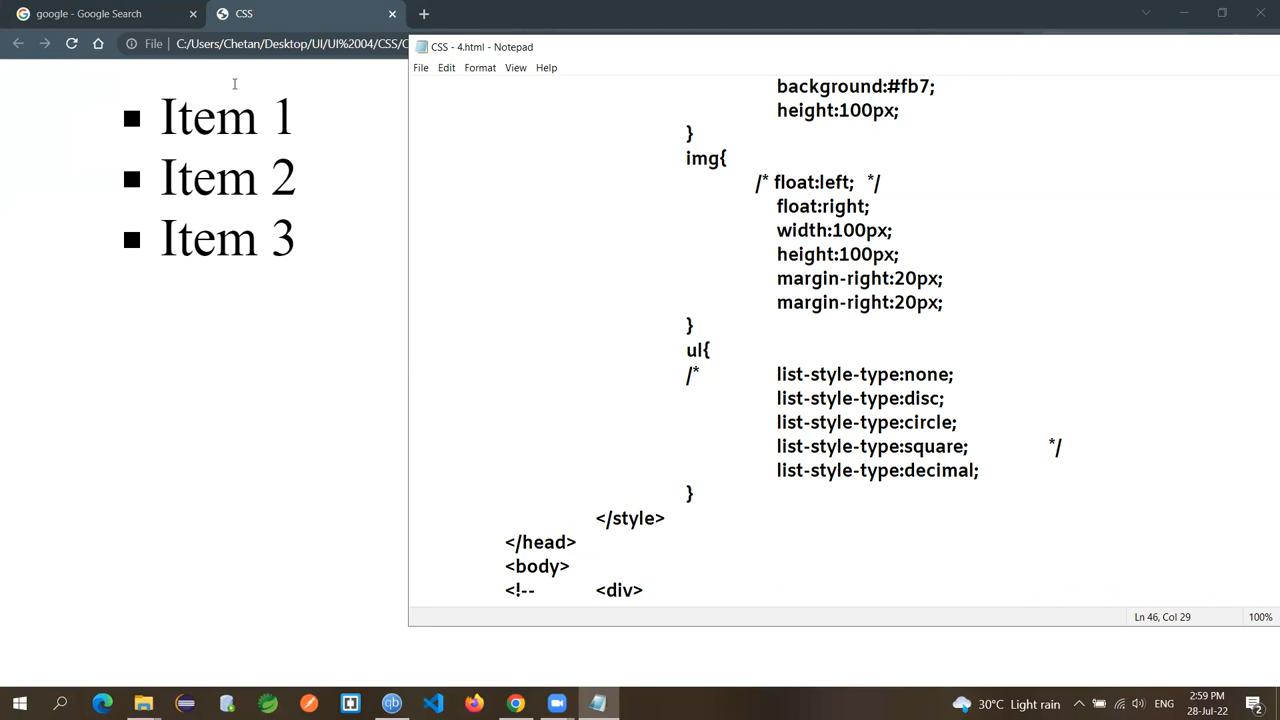 google - Google Search
CSS
File
C:/Users/Chetan/Desktop/UI/UI%2004/CSS/C
CSS - 4.html - Notepad
File Edit Format View Help
Item 1
Item 2
Item 3
background:#fb7;
height:100px;
}
img{
/* float:left; */
float:right;
width:100px;
height:100px;
margin-right:20px;
margin-right:20px;
}
ul{
/* list-style-type:none;
list-style-type:disc;
list-style-type:circle;
list-style-type:square; */
list-style-type:decimal;
}
</style>
</head>
<body>
<!-- <div>
Ln 46, Col 29
100%
30°C Light rain
ENG
2:59 PM
28-Jul-22
2